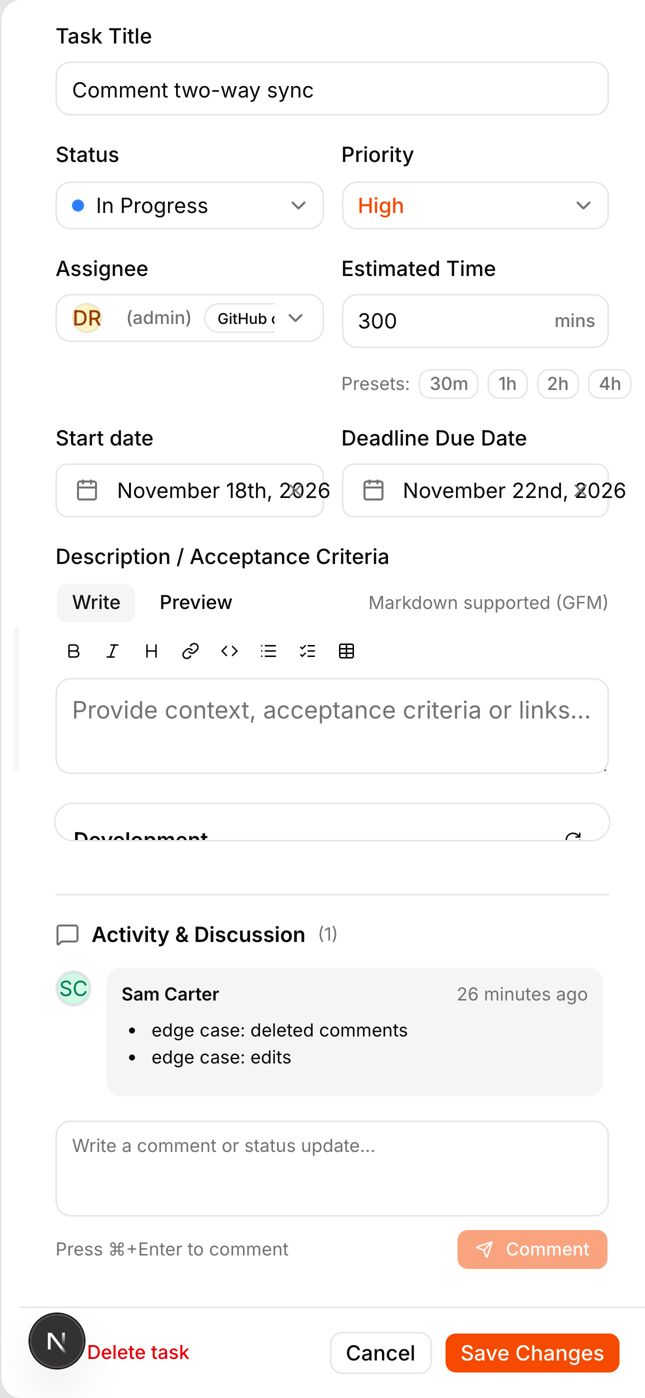 Task Title
Comment two-way sync
Status Priority
In Progress High
Assignee Estimated Time
DR (admin) GitHub 300 mins
Presets: 30m 1h 2h 4h
Start date Deadline Due Date
November 18th, 2026 November 22nd, 2026
Description / Acceptance Criteria
Write Preview Markdown supported (GFM)
B I H
Provide context, acceptance criteria or links...
Development
Activity & Discussion (1)
SC Sam Carter 26 minutes ago
• edge case: deleted comments
• edge case: edits
Write a comment or status update...
Press ⌘+Enter to comment Comment
N Delete task Cancel Save Changes